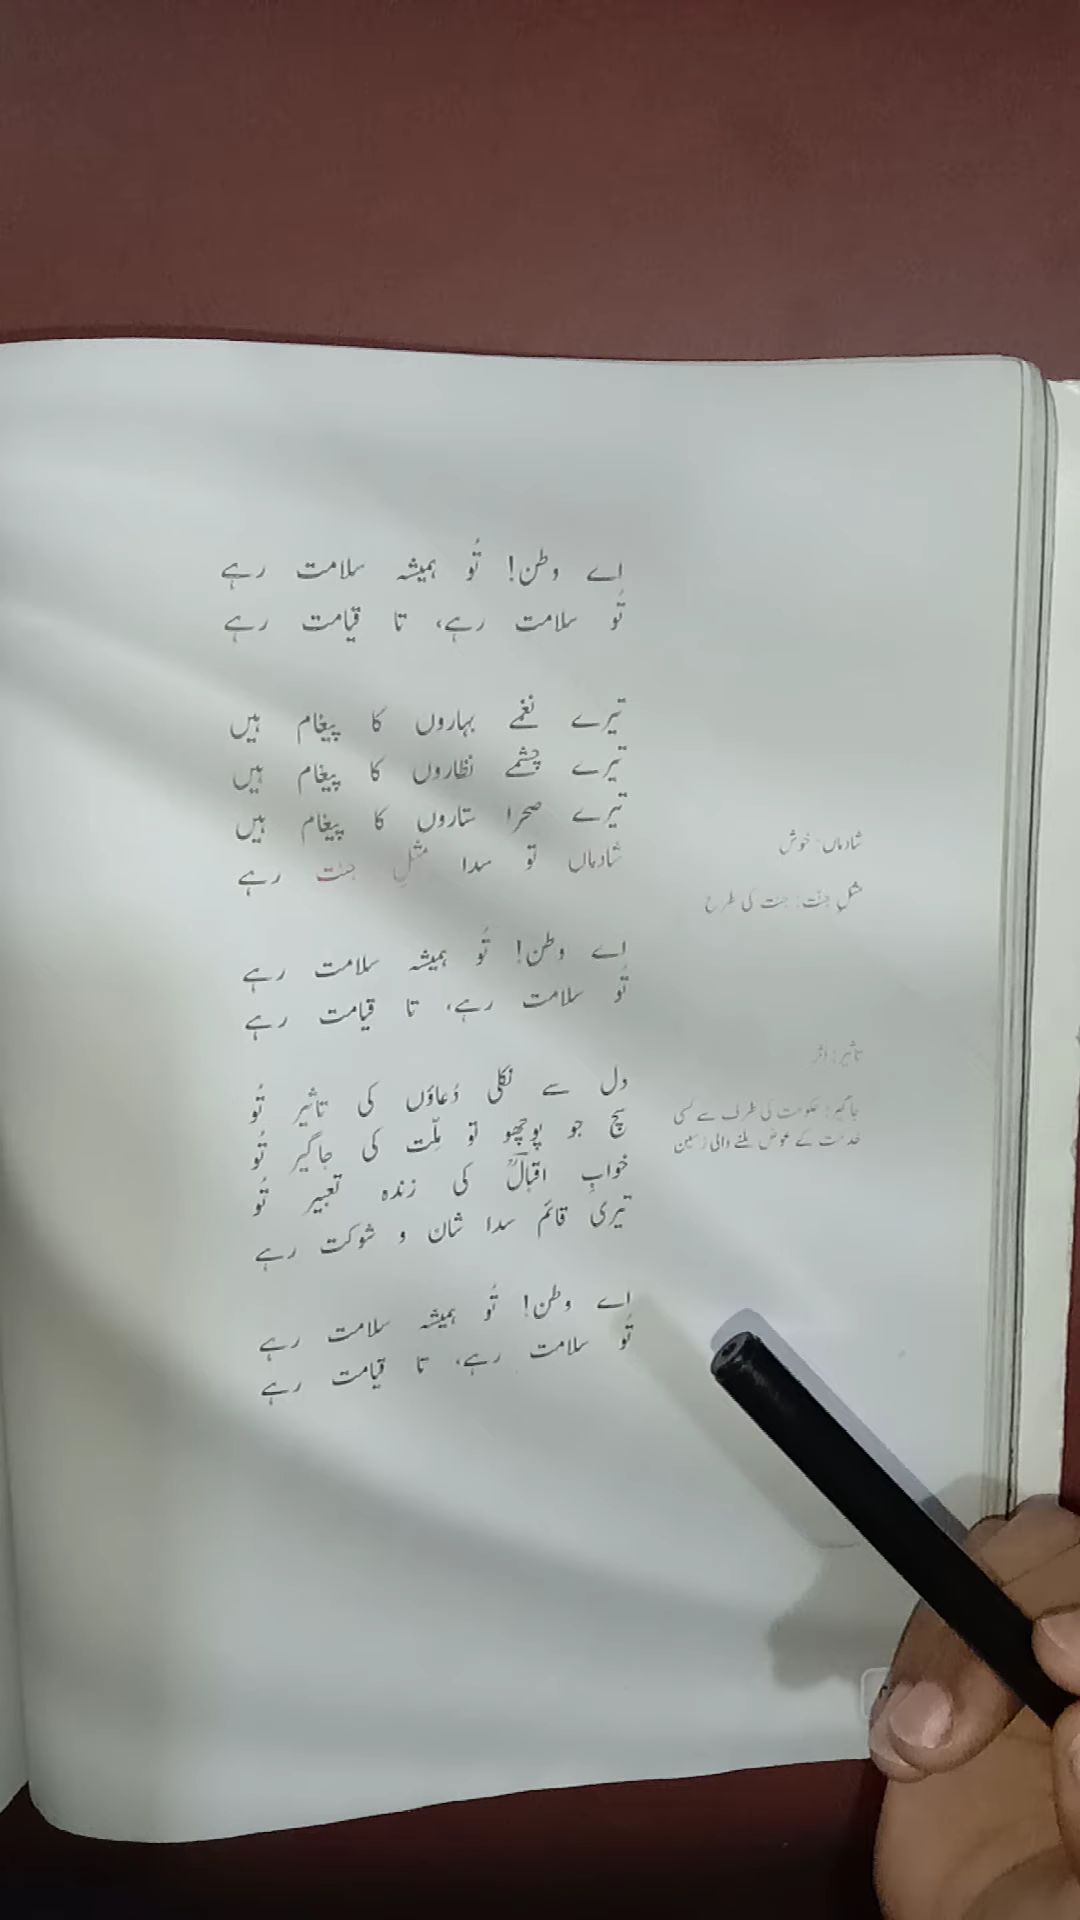 اے وطن! تُو ہمیشہ سلامت رہے
تُو سلامت رہے، تا قیامت رہے
تیرے نغمے بہاروں کا پیغام ہیں
تیرے چشمے نظاروں کا پیغام ہیں
تیرے صحرا ستاروں کا پیغام ہیں
شادماں تو سدا مثلِ جنت رہے
شادماں: خوش
مثلِ جنت: جنت کی طرح
اے وطن! تُو ہمیشہ سلامت رہے
تُو سلامت رہے، تا قیامت رہے
دل سے نکلی دُعاؤں کی تاثیر تُو
سچ جو پوچھو تو ملّت کی جاگیر تُو
خوابِ اقبالؒ کی زندہ تعبیر تُو
تیری قائم سدا شان و شوکت رہے
تاثیر: اثر
جاگیر: حکومت کی طرف سے کسی
خدمت کے عوض ملنے والی زمین
اے وطن! تُو ہمیشہ سلامت رہے
تُو سلامت رہے، تا قیامت رہے